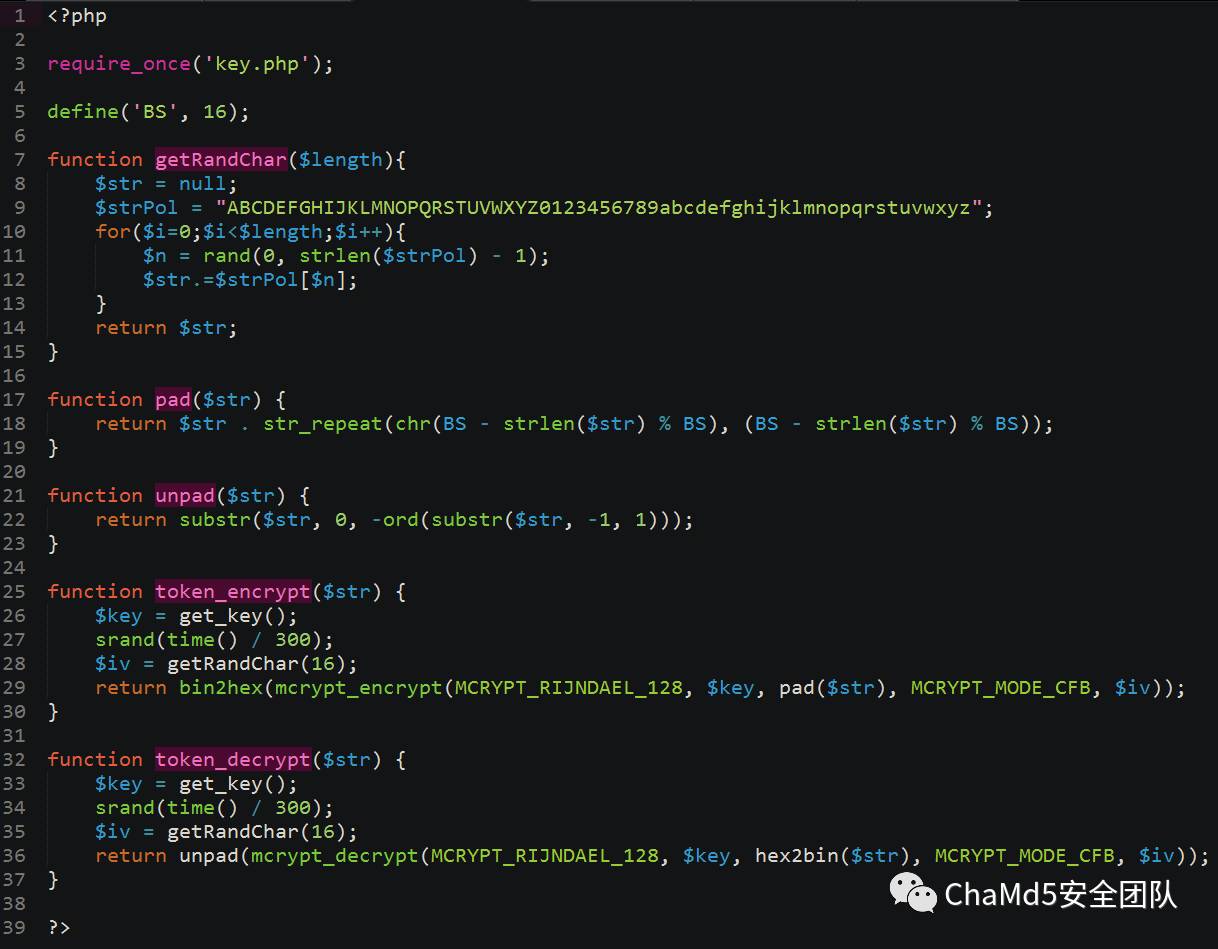 1 <?php
2
3 require_once('key.php');
4
5 define('BS', 16);
6
7 function getRandChar($length){
8     $str = null;
9     $strPol = "ABCDEFGHIJKLMNOPQRSTUVWXYZ0123456789abcdefghijklmnopqrstuvwxyz";
10     for($i=0;$i<$length;$i++){
11         $n = rand(0, strlen($strPol) - 1);
12         $str.=$strPol[$n];
13     }
14     return $str;
15 }
16
17 function pad($str) {
18     return $str . str_repeat(chr(BS - strlen($str) % BS), (BS - strlen($str) % BS));
19 }
20
21 function unpad($str) {
22     return substr($str, 0, -ord(substr($str, -1, 1)));
23 }
24
25 function token_encrypt($str) {
26     $key = get_key();
27     srand(time() / 300);
28     $iv = getRandChar(16);
29     return bin2hex(mcrypt_encrypt(MCRYPT_RIJNDAEL_128, $key, pad($str), MCRYPT_MODE_CFB, $iv));
30 }
31
32 function token_decrypt($str) {
33     $key = get_key();
34     srand(time() / 300);
35     $iv = getRandChar(16);
36     return unpad(mcrypt_decrypt(MCRYPT_RIJNDAEL_128, $key, hex2bin($str), MCRYPT_MODE_CFB, $iv));
37 }
38
39 ?>
ChaMd5安全团队